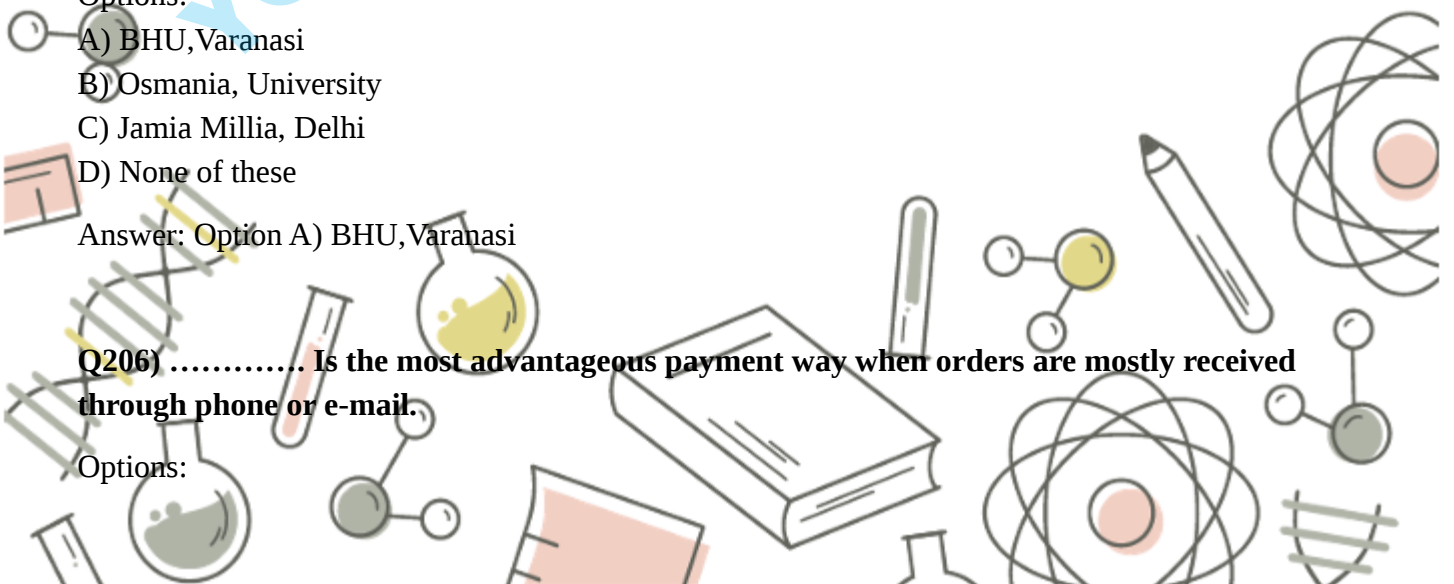 Options:
A) BHU,Varanasi
B) Osmania, University
C) Jamia Millia, Delhi
D) None of these
Answer: Option A) BHU,Varanasi
Q206) …………. Is the most advantageous payment way when orders are mostly received
through phone or e-mail.
Options: